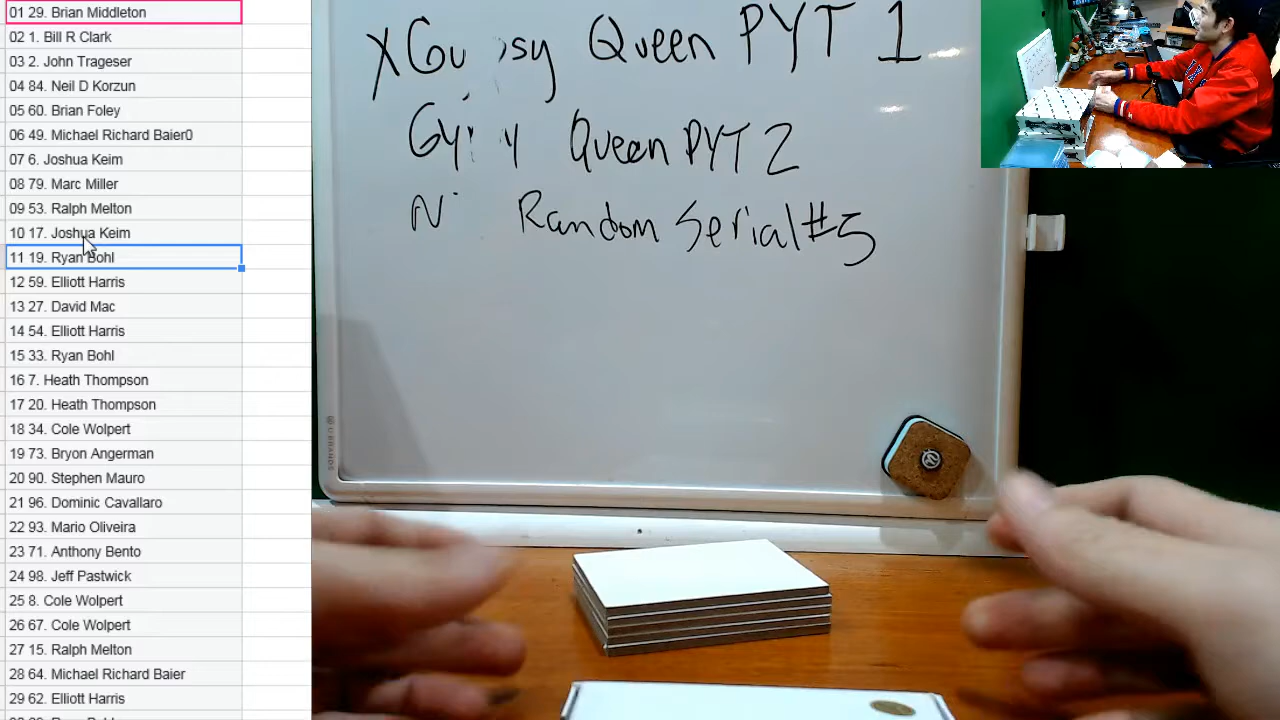 01 29. Brian Middleton
02 1. Bill R Clark
03 2. John Trageser
04 84. Neil D Korzun
05 60. Brian Foley
06 49. Michael Richard Baier0
07 6. Joshua Keim
08 79. Marc Miller
09 53. Ralph Melton
10 17. Joshua Keim
11 19. Ryan Bohl
12 59. Elliott Harris
13 27. David Mac
14 54. Elliott Harris
15 33. Ryan Bohl
16 7. Heath Thompson
17 20. Heath Thompson
18 34. Cole Wolpert
19 73. Bryon Angerman
20 90. Stephen Mauro
21 96. Dominic Cavallaro
22 93. Mario Oliveira
23 71. Anthony Bento
24 98. Jeff Pastwick
25 8. Cole Wolpert
26 67. Cole Wolpert
27 15. Ralph Melton
28 64. Michael Richard Baier
29 62. Elliott Harris
Queen PYT 1
Queen PYT 2
Random Serial #5
U BRANDS